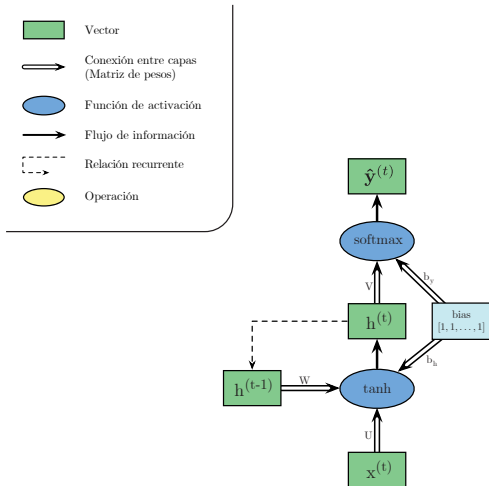 Vector
Conexión entre capas
(Matriz de pesos)
Función de activación
Flujo de información
Relación recurrente
Operación
ŷ(t)
softmax
b_y
V
bias
[1, 1, . . . , 1]
h(t)
b_h
W
h(t-1)
tanh
U
x(t)